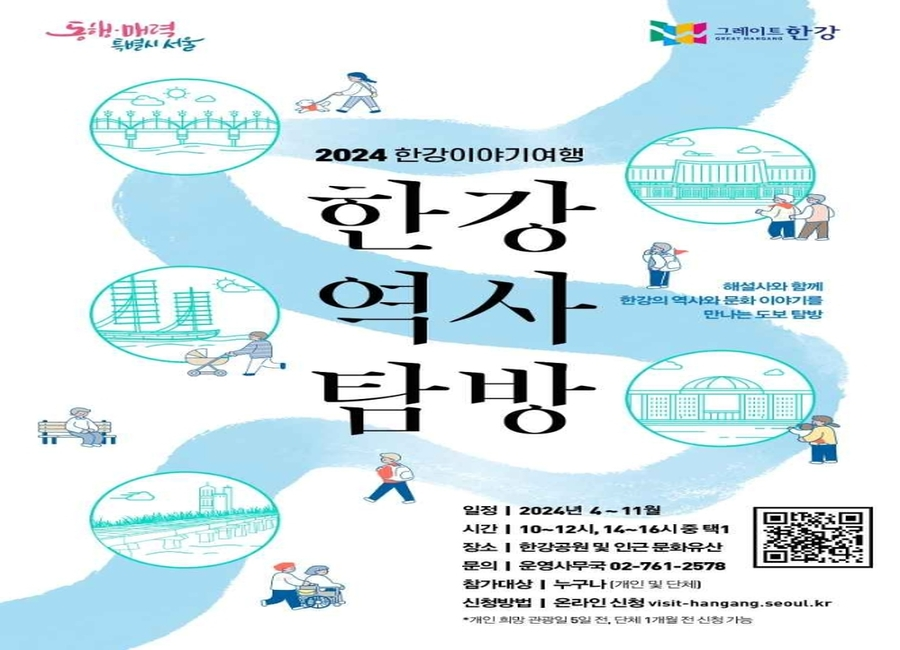 동행·매력
특별시 서울
그레이트 한강
GREAT HANGANG
2024 한강이야기여행
한강
역사
탐방
해설사와 함께
한강의 역사와 문화 이야기를
만나는 도보 탐방
일정 | 2024년 4 ~ 11월
시간 | 10~12시, 14~16시 중 택1
장소 | 한강공원 및 인근 문화유산
문의 | 운영사무국 02-761-2578
참가대상 | 누구나 (개인 및 단체)
신청방법 | 온라인 신청 visit-hangang.seoul.kr
*개인 희망 관광일 5일 전, 단체 1개월 전 신청 가능